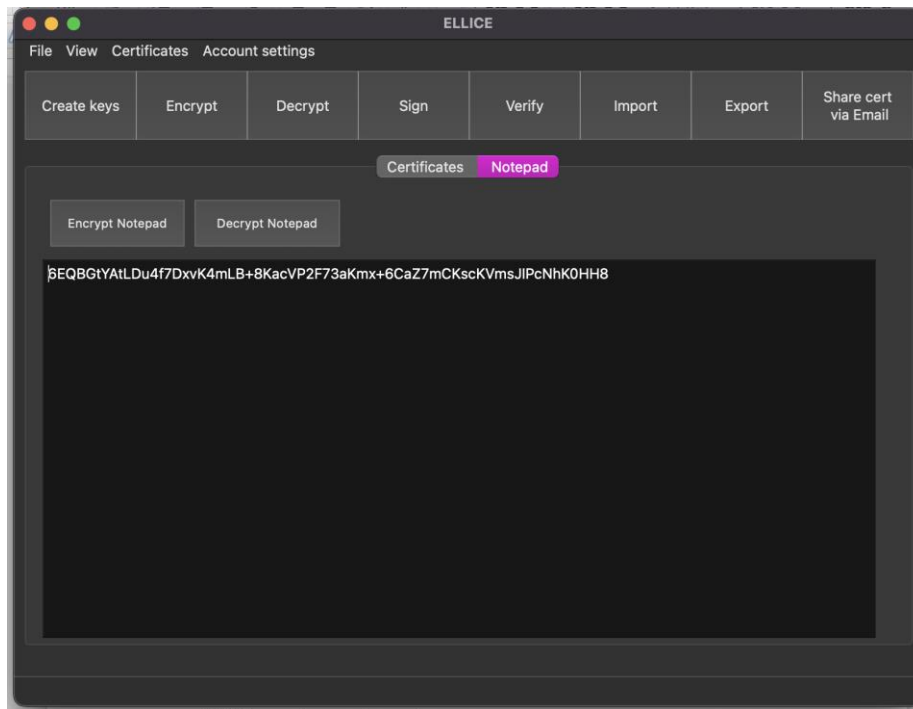 ELLICE
File View Certificates Account settings
Create keys Encrypt Decrypt Sign Verify Import Export Share cert
via Email
Certificates Notepad
Encrypt Notepad Decrypt Notepad
6EQBGtYAtLDu4f7DxvK4mLB+8KacVP2F73aKmx+6CaZ7mCKscKVmsJlPcNhK0HH8